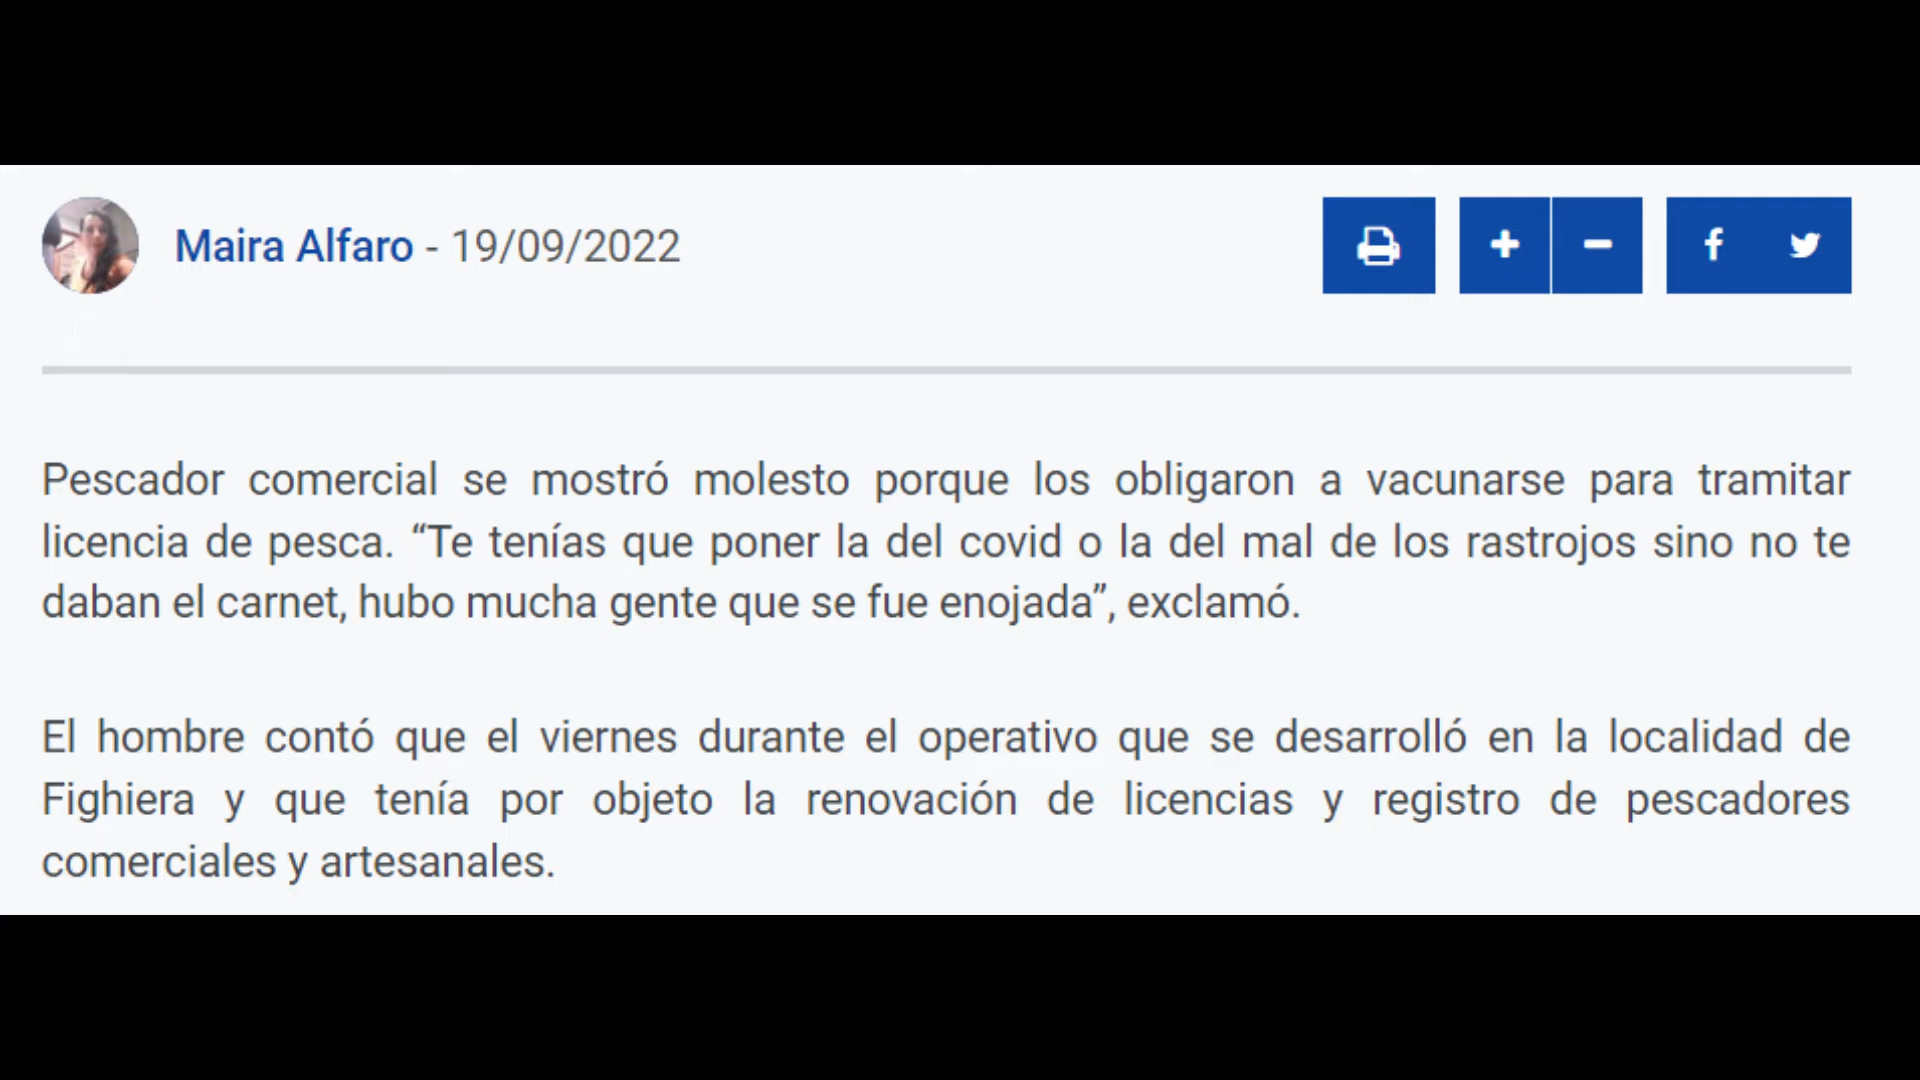 Maira Alfaro - 19/09/2022
Pescador comercial se mostró molesto porque los obligaron a vacunarse para tramitar
licencia de pesca. “Te tenías que poner la del covid o la del mal de los rastrojos sino no te
daban el carnet, hubo mucha gente que se fue enojada”, exclamó.
El hombre contó que el viernes durante el operativo que se desarrolló en la localidad de
Fighiera y que tenía por objeto la renovación de licencias y registro de pescadores
comerciales y artesanales.